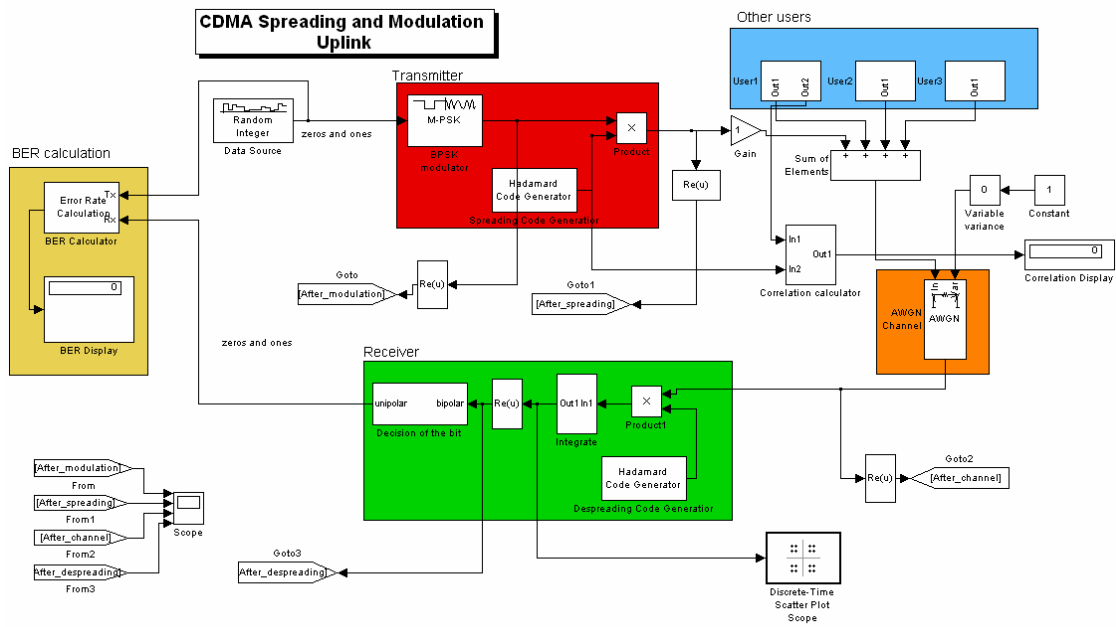 CDMA Spreading and Modulation
Uplink
Other users
User1
Out1
Out2
User2
Out1
User3
Out1
Transmitter
Random
Integer
Data Source
zeros and ones
M-PSK
BPSK
modulator
×
Product
Hadamard
Code Generator
Spreading Code Generatior
1
Gain
Re(u)
+ + + +
Sum of
Elements
0
Variable
variance
1
Constant
BER calculation
Error Rate
Calculation
Tx
Rx
BER Calculator
0
BER Display
Goto
[After_modulation]
Re(u)
Goto1
[After_spreading]
In1
In2
Out1
Correlation calculator
0
Correlation Display
In
Var
AWGN
AWGN
Channel
zeros and ones
Receiver
unipolar
bipolar
Decision of the bit
Re(u)
Out1 In1
Integrate
×
Product1
Hadamard
Code Generator
Despreading Code Generatior
Re(u)
Goto2
[After_channel]
[After_modulation]
From
[After_spreading]
From1
[After_channel]
From2
After_despreading
From3
Scope
Goto3
After_despreading]
Discrete-Time
Scatter Plot
Scope